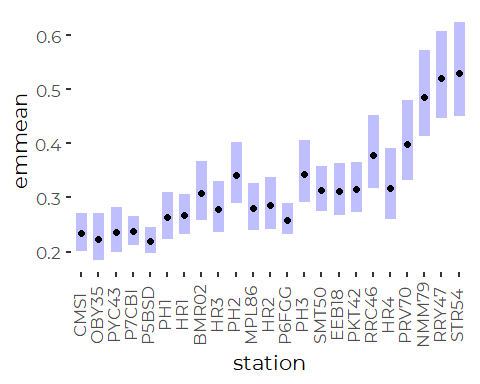 emmean
0.6
0.5
0.4
0.3
0.2
CMS1
OBY35
PYC43
P7CBI
P5BSD
PH1
HR1
BMR02
HR3
PH2
MPL86
HR2
P6FGG
PH3
SMT50
EEB18
PKT42
RRC46
HR4
PRV70
NMM79
RRY47
STR54
station